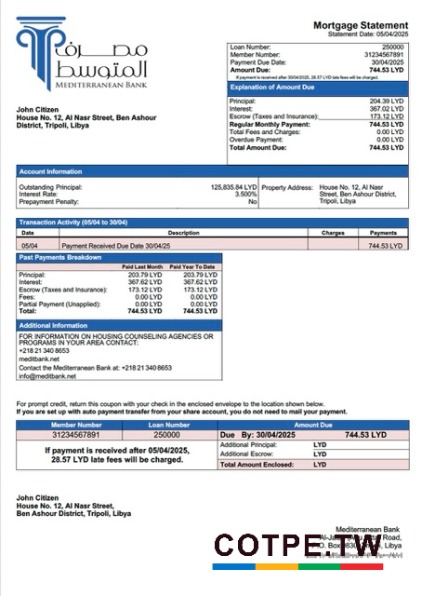 مصرف
المتوسط
MEDITERRANEAN BANK
Mortgage Statement
Statement Date: 05/04/2025
Loan Number: 250000
Member Number: 31234567891
Payment Due Date: 30/04/2025
Amount Due: 744.53 LYD
If payment is received after 30/04/2025, 28.57 LYD late fees will be charged.
Explanation of Amount Due
Principal: 204.39 LYD
Interest: 367.02 LYD
Escrow (Taxes and Insurance): 173.12 LYD
Regular Monthly Payment: 744.53 LYD
Total Fees and Charges: 0.00 LYD
Overdue Payment: 0.00 LYD
Total Amount Due: 744.53 LYD
John Citizen
House No. 12, Al Nasr Street, Ben Ashour
District, Tripoli, Libya
Account Information
Outstanding Principal: 125,835.84 LYD
Interest Rate: 3.500%
Prepayment Penalty: No
Property Address: House No. 12, Al Nasr
Street, Ben Ashour District,
Tripoli, Libya
Transaction Activity (05/04 to 30/04)
Date Description Charges Payments
05/04 Payment Received Due Date 30/04/25 744.53 LYD
Past Payments Breakdown
Paid Last Month Paid Year To Date
Principal: 203.79 LYD 203.79 LYD
Interest: 367.62 LYD 367.62 LYD
Escrow (Taxes and Insurance): 173.12 LYD 173.12 LYD
Fees: 0.00 LYD 0.00 LYD
Partial Payment (Unapplied): 0.00 LYD 0.00 LYD
Total: 744.53 LYD 744.53 LYD
Additional Information
FOR INFORMATION ON HOUSING COUNSELING AGENCIES OR
PROGRAMS IN YOUR AREA CONTACT:
+218 21 340 8653
meditbank.net
Contact the Mediterranean Bank at: +218 21 340 8653
info@meditbank.net
For prompt credit, return this coupon with your check in the enclosed envelope to the location shown below.
If you are set up with auto payment transfer from your share account, you do not need to mail your payment.
Member Number Loan Number Amount Due
31234567891 250000 Due By: 30/04/2025 744.53 LYD
If payment is received after 05/04/2025,
28.57 LYD late fees will be charged.
Additional Principal: LYD
Additional Escrow: LYD
Total Amount Enclosed: LYD
John Citizen
House No. 12, Al Nasr Street,
Ben Ashour District, Tripoli, Libya
Mediterranean Bank
Road,
P.O. Box Libya
COTPE.TW